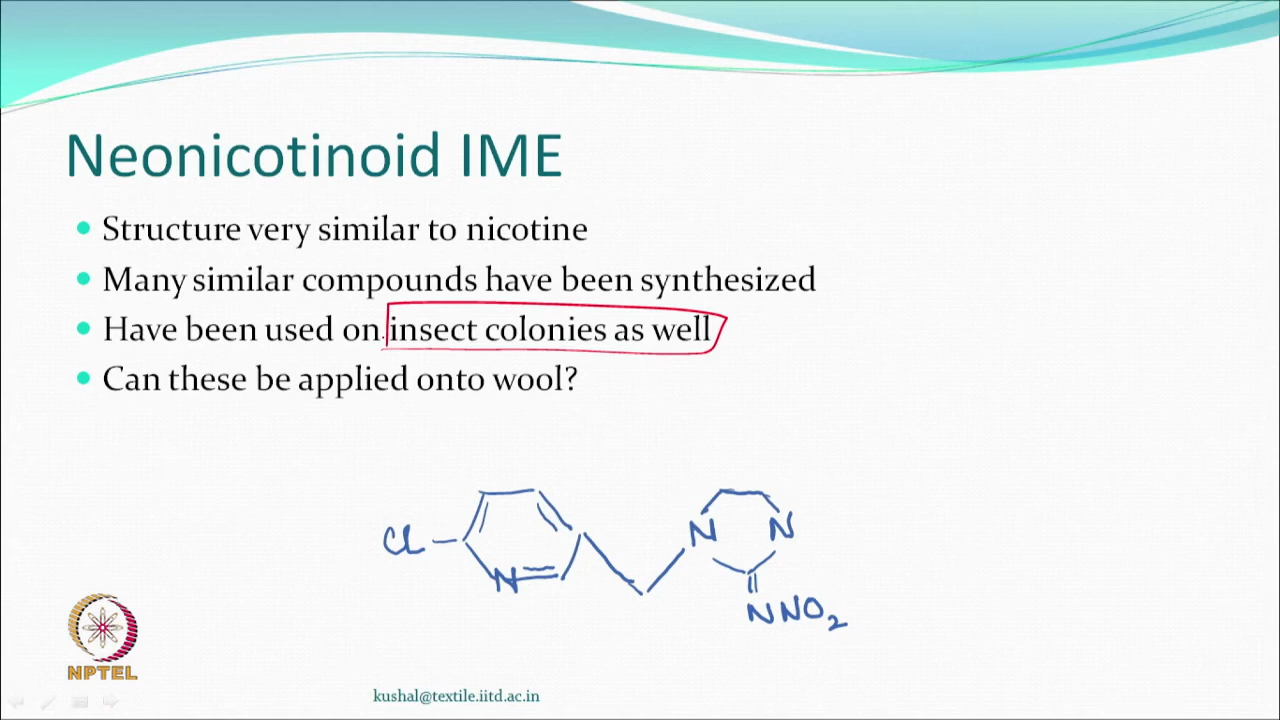 Neonicotinoid IME
Structure very similar to nicotine
Many similar compounds have been synthesized
Have been used on insect colonies as well
Can these be applied onto wool?
Cl
N
N
N
NNO2
NPTEL
kushal@textile.iitd.ac.in